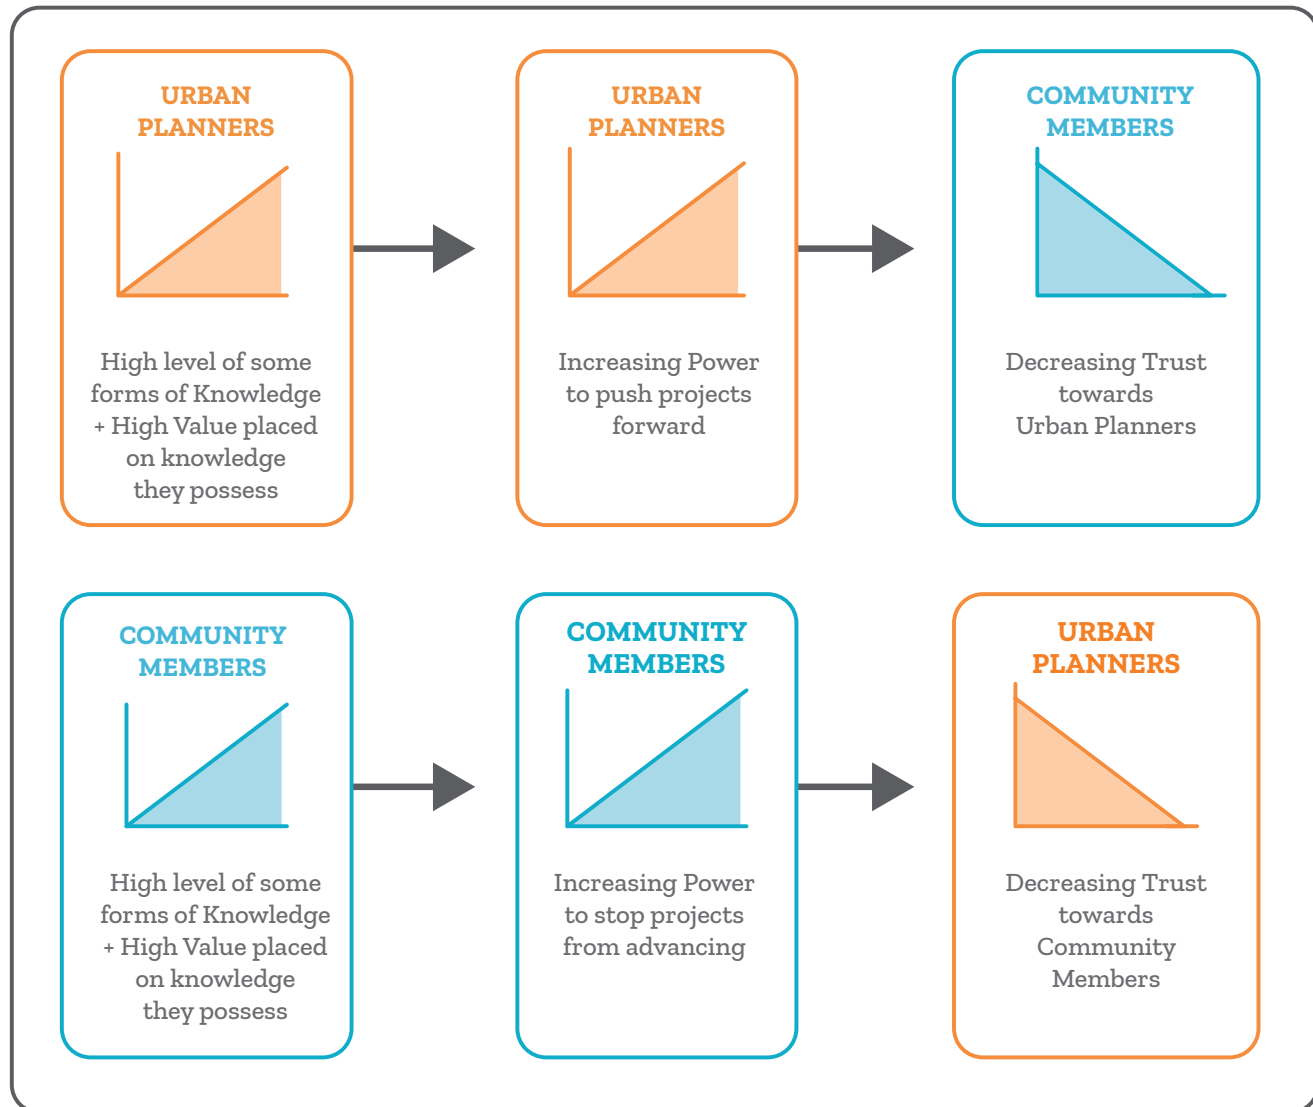 URBAN
PLANNERS
High level of some
forms of Knowledge
+ High Value placed
on knowledge
they possess
URBAN
PLANNERS
Increasing Power
to push projects
forward
COMMUNITY
MEMBERS
Decreasing Trust
towards
Urban Planners
COMMUNITY
MEMBERS
High level of some
forms of Knowledge
+ High Value placed
on knowledge
they possess
COMMUNITY
MEMBERS
Increasing Power
to stop projects
from advancing
URBAN
PLANNERS
Decreasing Trust
towards
Community
Members